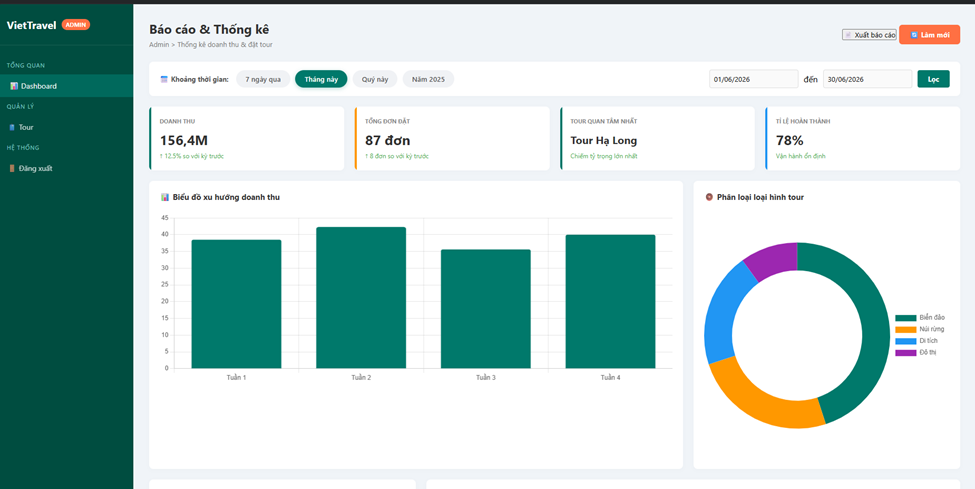 VietTravel ADMIN
TỔNG QUAN
Dashboard
QUẢN LÝ
Tour
HỆ THỐNG
Đăng xuất
Báo cáo & Thống kê
Admin > Thống kê doanh thu & đặt tour
Xuất báo cáo
Làm mới
Khoảng thời gian: 7 ngày qua Tháng này Quý này Năm 2025 01/06/2026 đến 30/06/2026 Lọc
DOANH THU
156,4M
↑ 12.5% so với kỳ trước
TỔNG ĐƠN ĐẶT
87 đơn
↑ 8 đơn so với kỳ trước
TOUR QUAN TÂM NHẤT
Tour Hạ Long
Chiếm tỷ trọng lớn nhất
TỈ LỆ HOÀN THÀNH
78%
Vận hành ổn định
Biểu đồ xu hướng doanh thu
45
40
35
30
25
20
15
10
5
0
Tuần 1 Tuần 2 Tuần 3 Tuần 4
Phân loại loại hình tour
Biển đảo
Núi rừng
Di tích
Đô thị